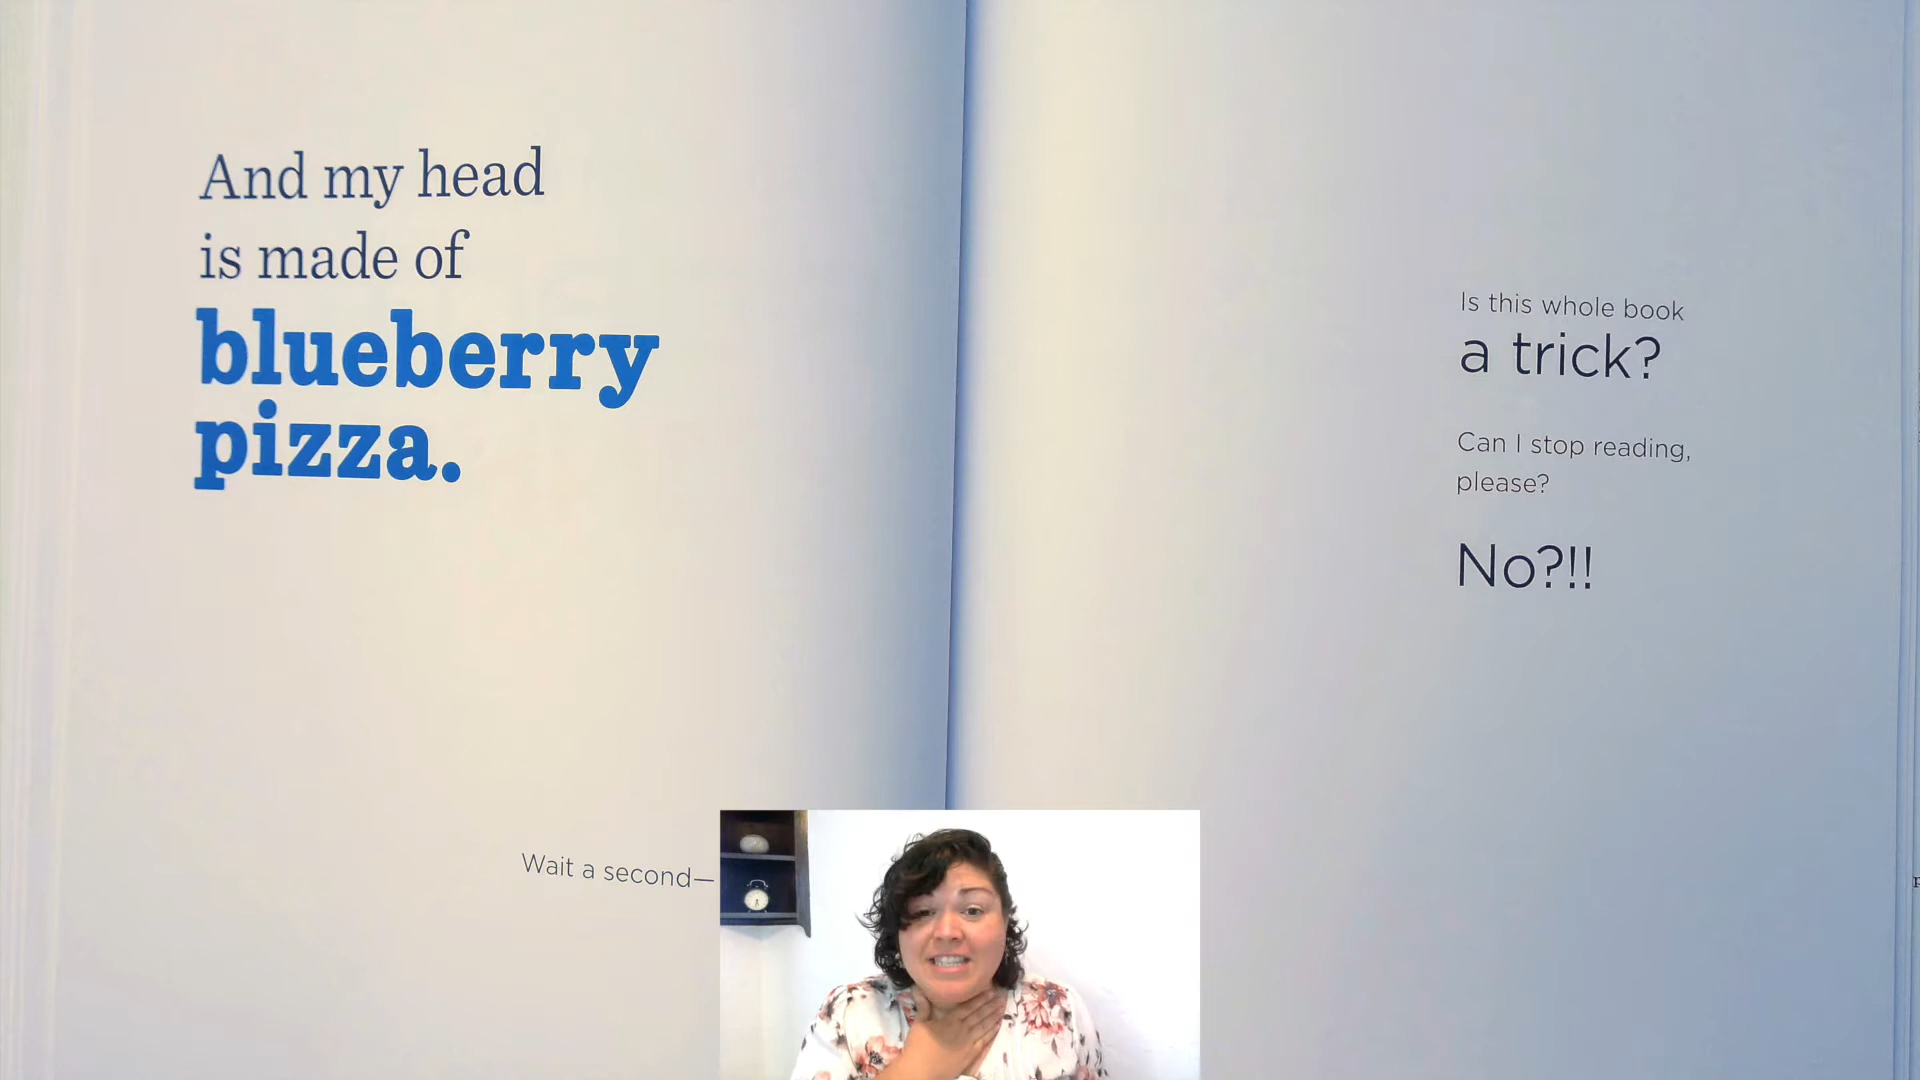 And my head
is made of
blueberry
pizza.
Wait a second—
Is this whole book
a trick?
Can I stop reading,
please?
No?!!